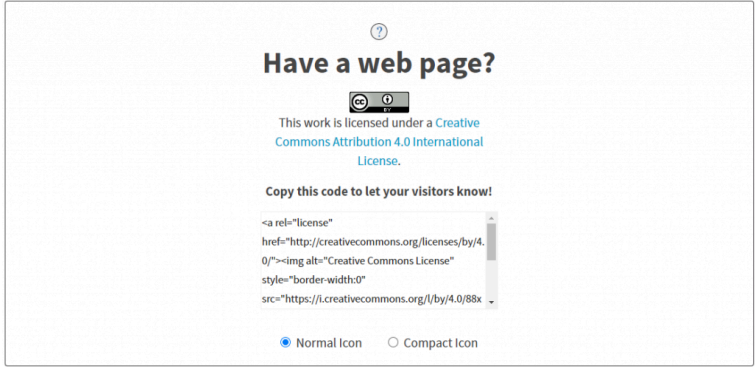 ?
Have a web page?
cc BY
This work is licensed under a Creative
Commons Attribution 4.0 International
License.
Copy this code to let your visitors know!
<a rel="license"
href="http://creativecommons.org/licenses/by/4.
0/"><img alt="Creative Commons License"
style="border-width:0"
src="https://i.creativecommons.org/l/by/4.0/88x
Normal Icon Compact Icon